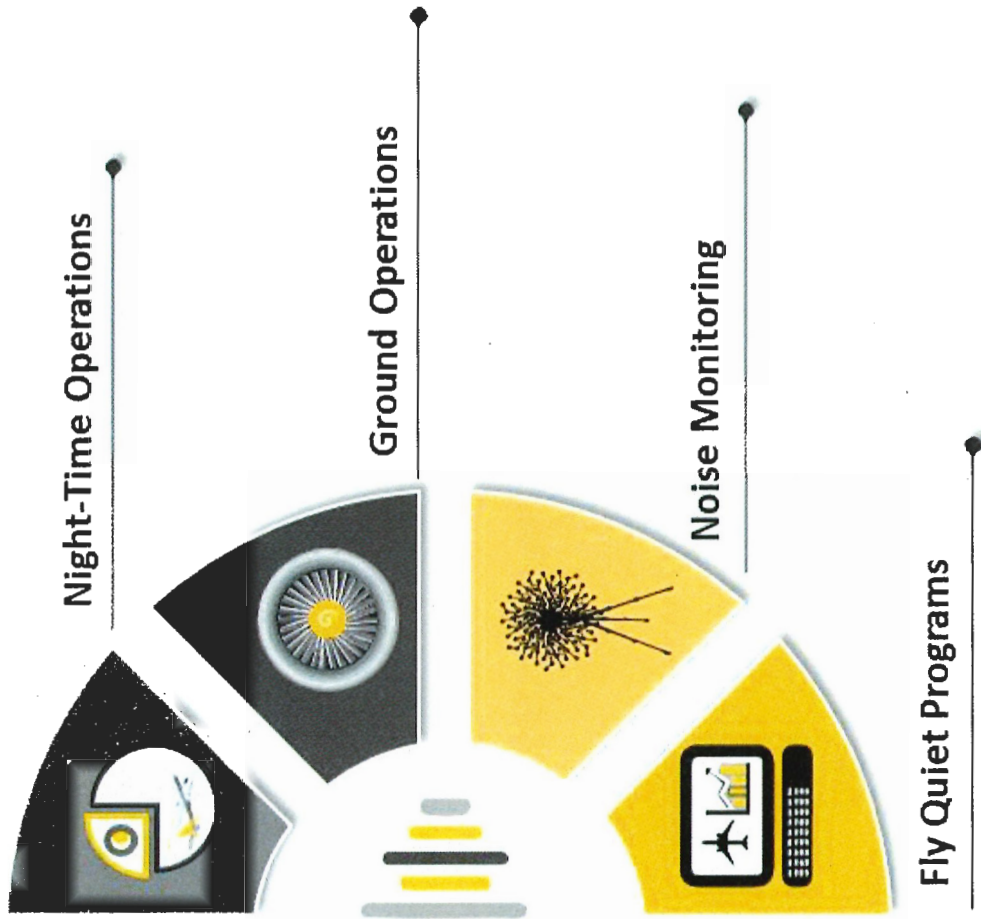 Night-Time Operations
Ground Operations
Noise Monitoring
Fly Quiet Programs